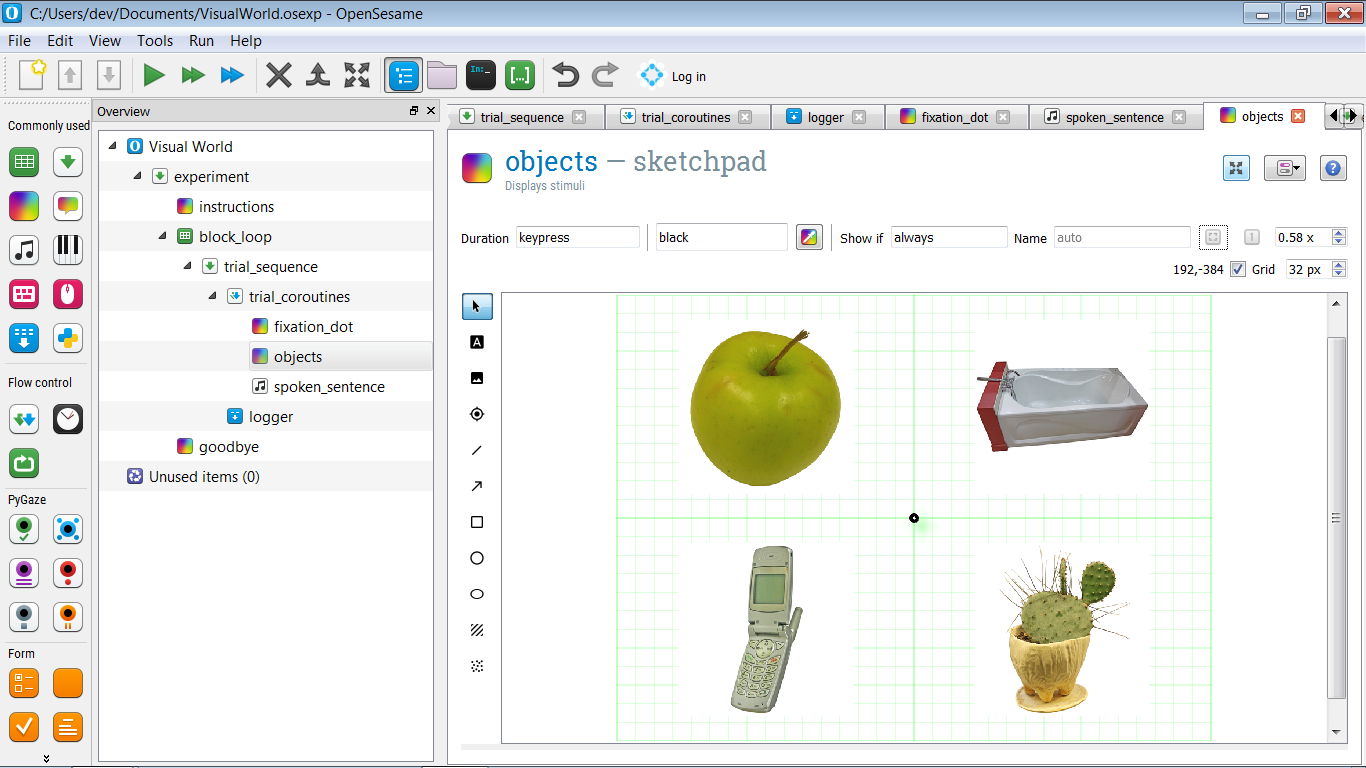 C:/Users/dev/Documents/VisualWorld.osexp - OpenSesame
File Edit View Tools Run Help
In:_ [...] Log in
Commonly used
Overview
Visual World
experiment
instructions
block_loop
trial_sequence
trial_coroutines
fixation_dot
objects
spoken_sentence
logger
goodbye
Unused items (0)
Flow control
PyGaze
Form
trial_sequence trial_coroutines logger fixation_dot spoken_sentence objects
objects — sketchpad
Displays stimuli
?
Duration keypress black Show if always Name auto 0.58 x
192,-384 Grid 32 px
A